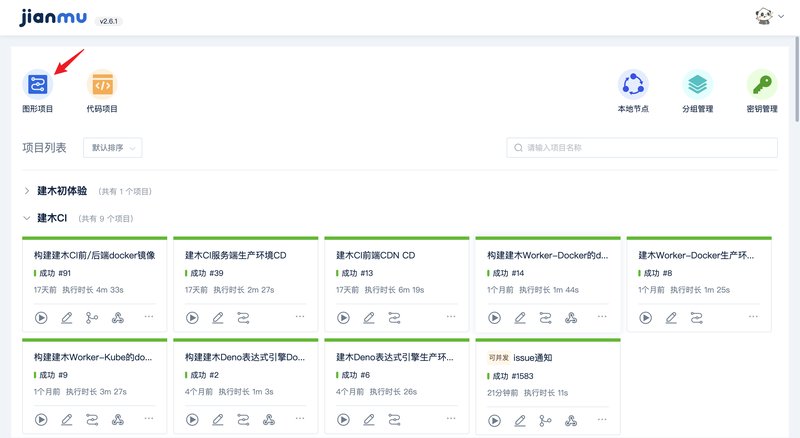 jianmu v2.6.1
图形项目 代码项目 本地节点 分组管理 密钥管理
项目列表 默认排序 请输入项目名称
建木初体验 (共有 1 个项目)
建木CI (共有 9 个项目)
构建建木CI前/后端docker镜像
成功 #91
17天前 执行时长 4m 33s
建木CI服务端生产环境CD
成功 #39
17天前 执行时长 2m 27s
建木CI前端CDN CD
成功 #13
17天前 执行时长 6m 19s
构建建木Worker-Docker的d...
成功 #14
1个月前 执行时长 1m 44s
建木Worker-Docker生产环...
成功 #8
1个月前 执行时长 1m 25s
构建建木Worker-Kube的do...
成功 #9
1个月前 执行时长 3m 27s
构建建木Deno表达式引擎Do...
成功 #2
4个月前 执行时长 1m 3s
建木Deno表达式引擎生产环...
成功 #6
4个月前 执行时长 26s
可并发 issue通知
成功 #1583
21分钟前 执行时长 11s